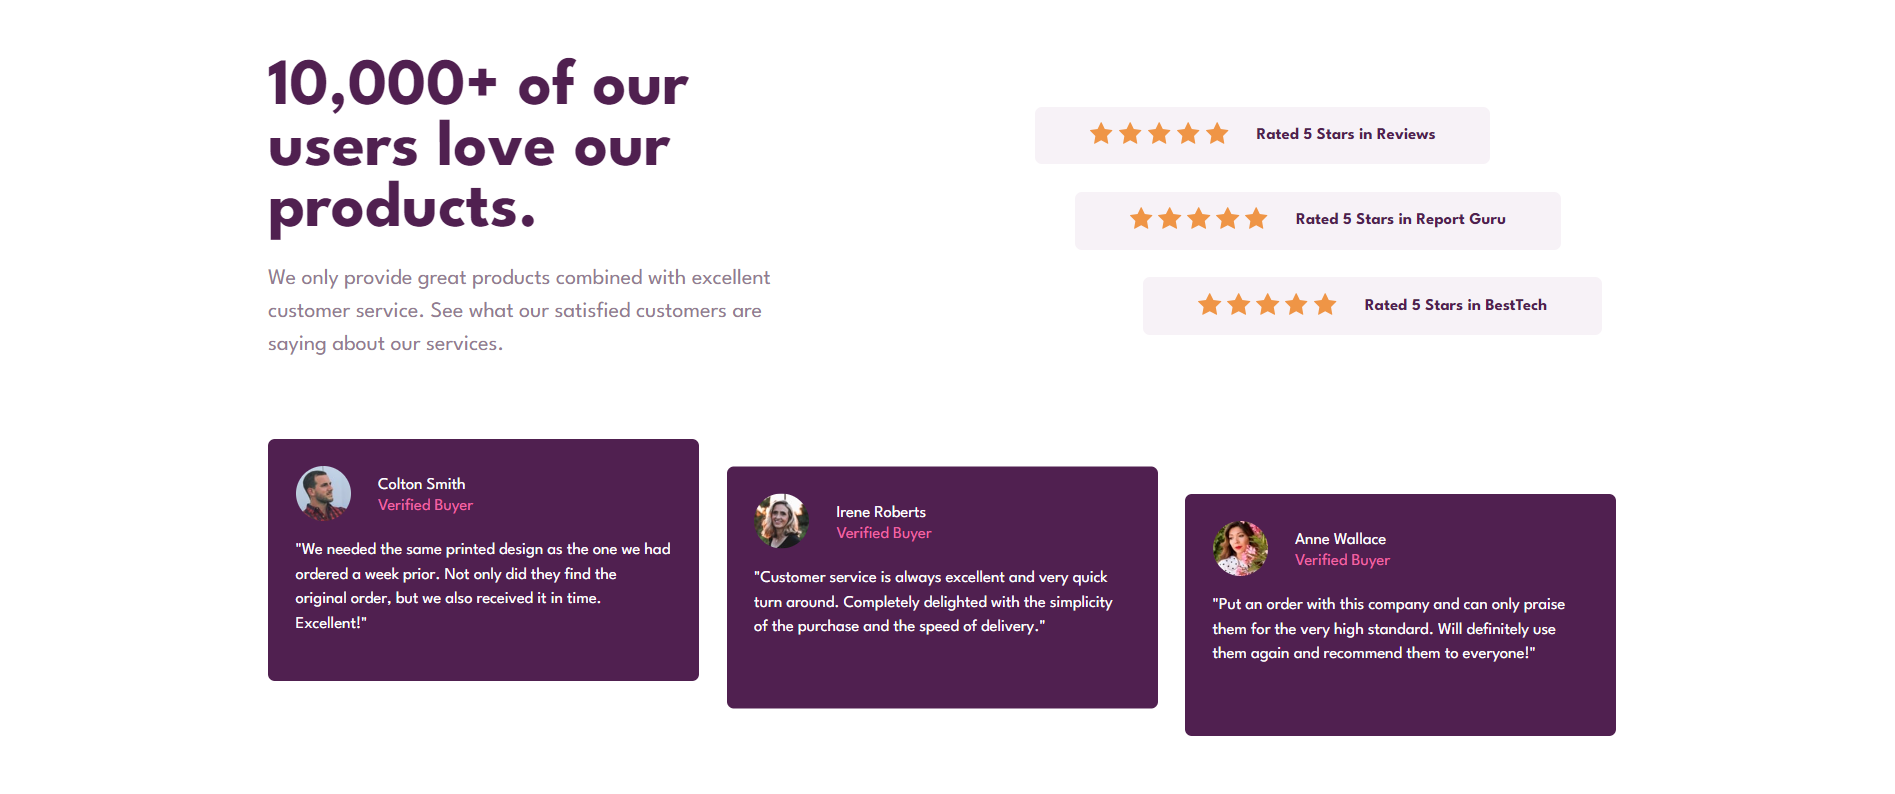 10,000+ of our
users love our
products.
We only provide great products combined with excellent
customer service. See what our satisfied customers are
saying about our services.
Rated 5 Stars in Reviews
Rated 5 Stars in Report Guru
Rated 5 Stars in BestTech
Colton Smith
Verified Buyer
"We needed the same printed design as the one we had
ordered a week prior. Not only did they find the
original order, but we also received it in time.
Excellent!"
Irene Roberts
Verified Buyer
"Customer service is always excellent and very quick
turn around. Completely delighted with the simplicity
of the purchase and the speed of delivery."
Anne Wallace
Verified Buyer
"Put an order with this company and can only praise
them for the very high standard. Will definitely use
them again and recommend them to everyone!"